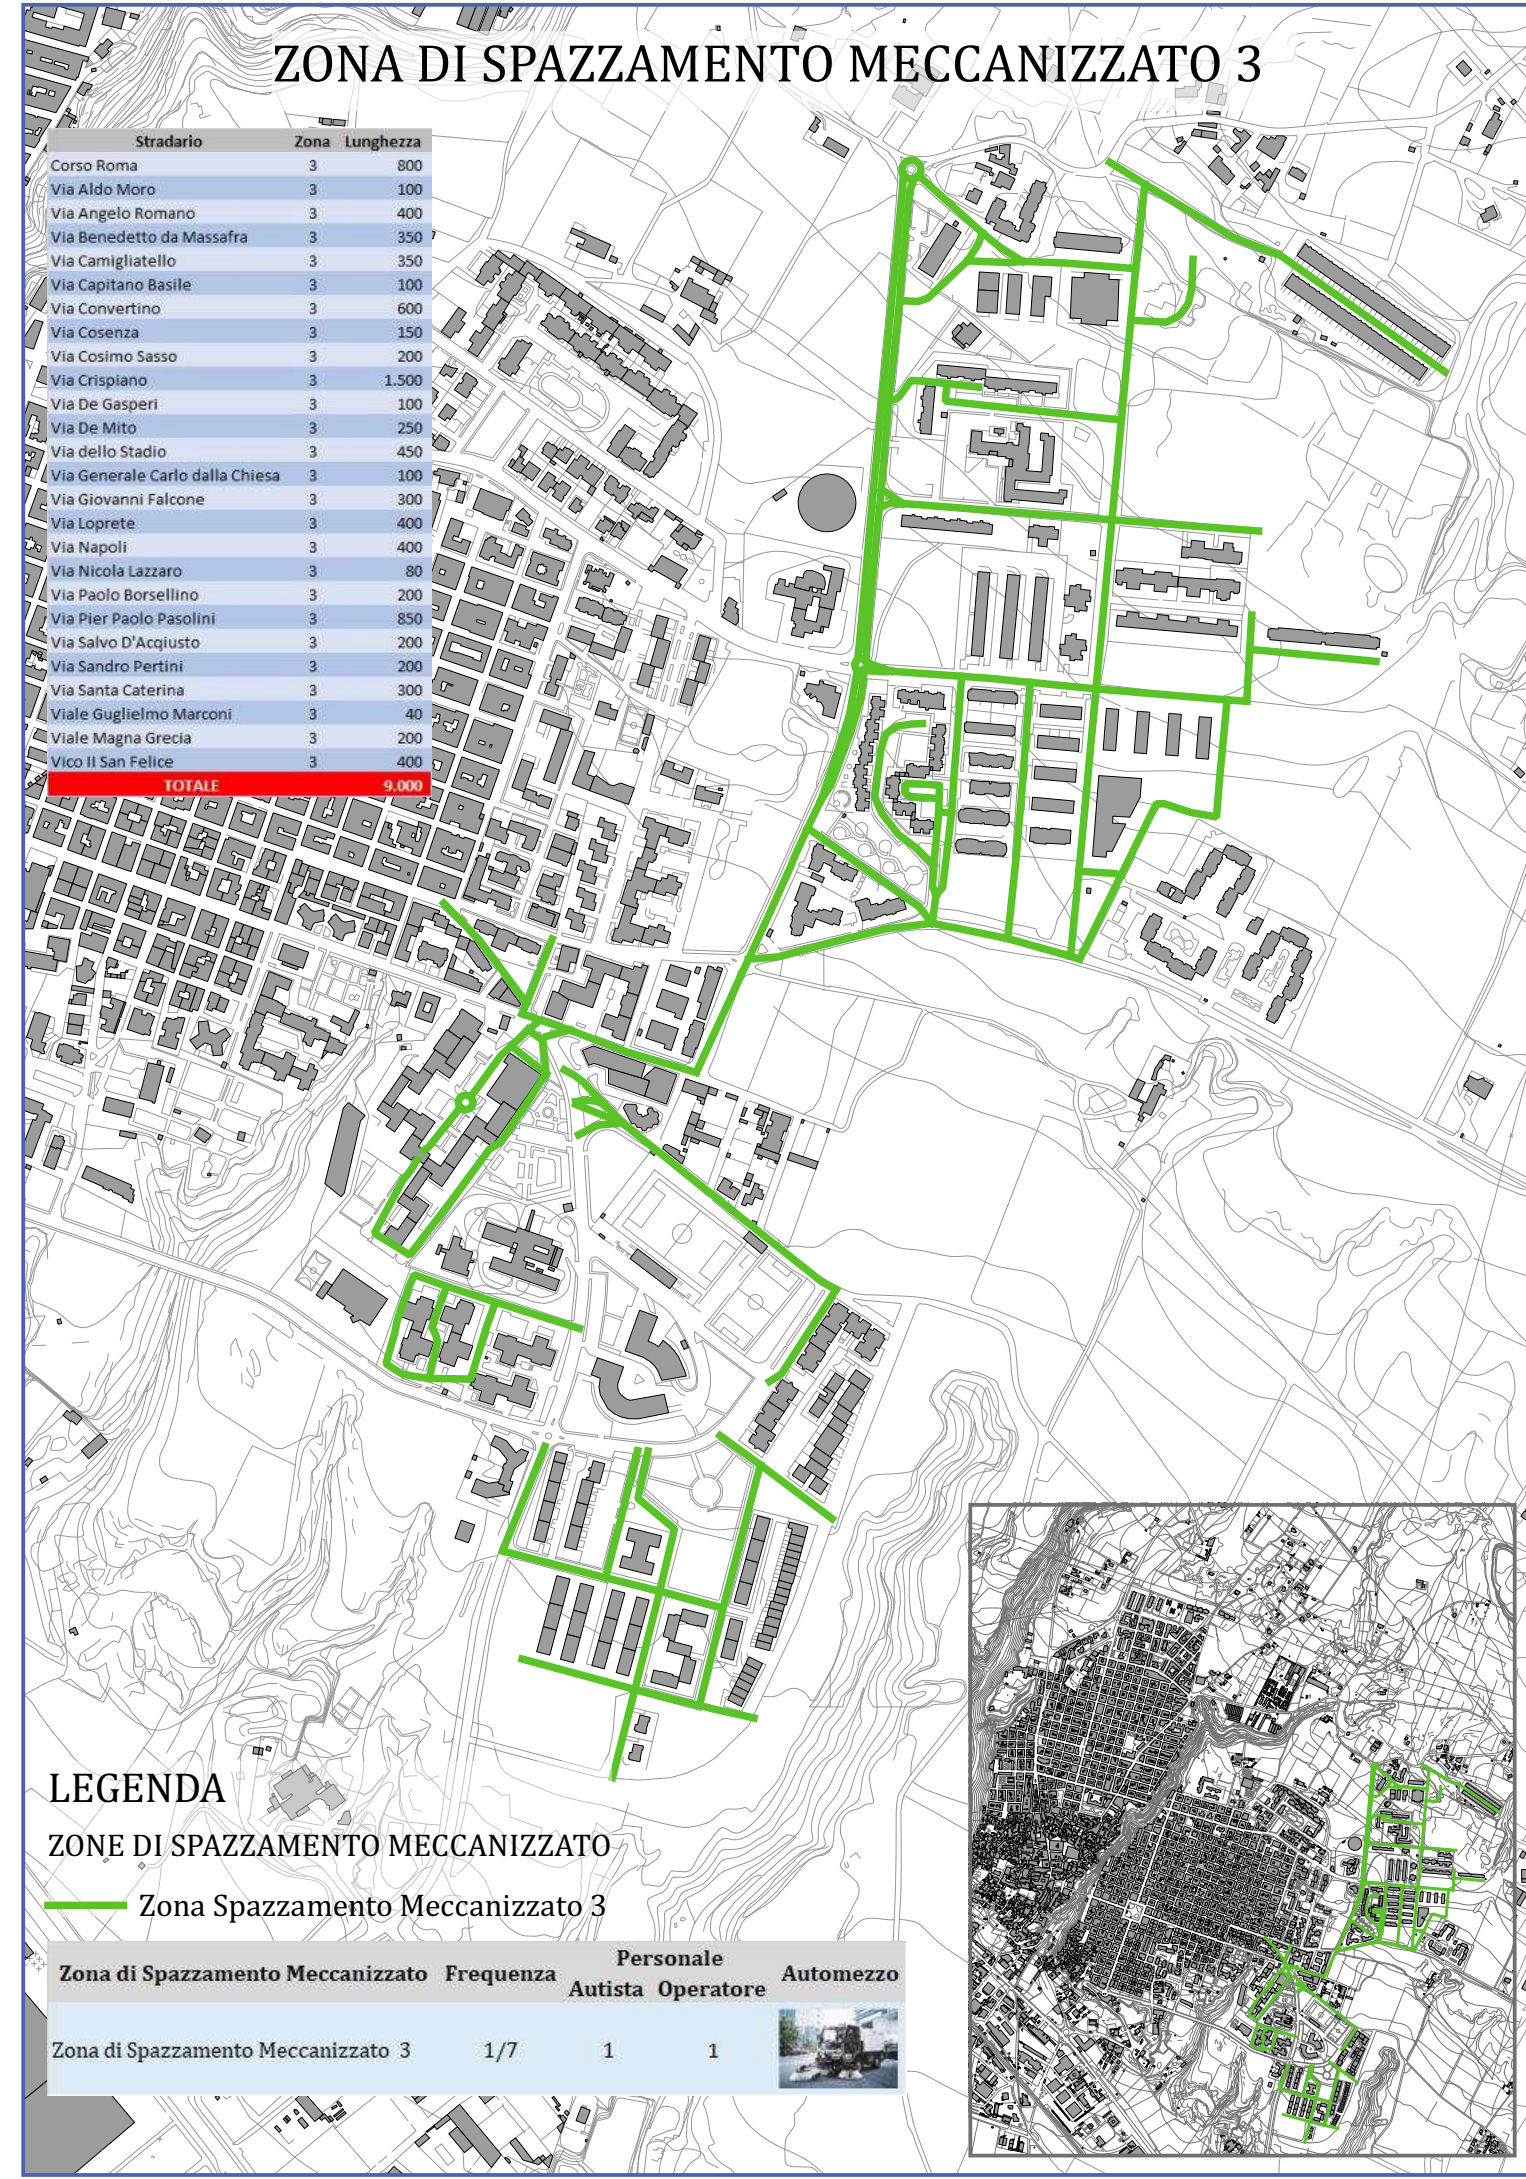 ZONA DI SPAZZAMENTO MECCANIZZATO 3
Stradario Zona Lunghezza
Corso Roma 3 800
Via Aldo Moro 3 100
Via Angelo Romano 3 400
Via Benedetto da Massafra 3 350
Via Camigliatello 3 350
Via Capitano Basile 3 100
Via Convertino 3 600
Via Cosenza 3 150
Via Cosimo Sasso 3 200
Via Crispiano 3 1.500
Via De Gasperi 3 100
Via De Mito 3 250
Via dello Stadio 3 450
Via Generale Carlo dalla Chiesa 3 100
Via Giovanni Falcone 3 300
Via Loprete 3 400
Via Napoli 3 400
Via Nicola Lazzaro 3 80
Via Paolo Borsellino 3 200
Via Pier Paolo Pasolini 3 850
Via Salvo D'Acqiusto 3 200
Via Sandro Pertini 3 200
Via Santa Caterina 3 300
Viale Guglielmo Marconi 3 40
Viale Magna Grecia 3 200
Vico II San Felice 3 400
TOTALE 9.000
LEGENDA
ZONE DI SPAZZAMENTO MECCANIZZATO
Zona Spazzamento Meccanizzato 3
Zona di Spazzamento Meccanizzato Frequenza Personale Automezzo
Autista Operatore
Zona di Spazzamento Meccanizzato 3 1/7 1 1